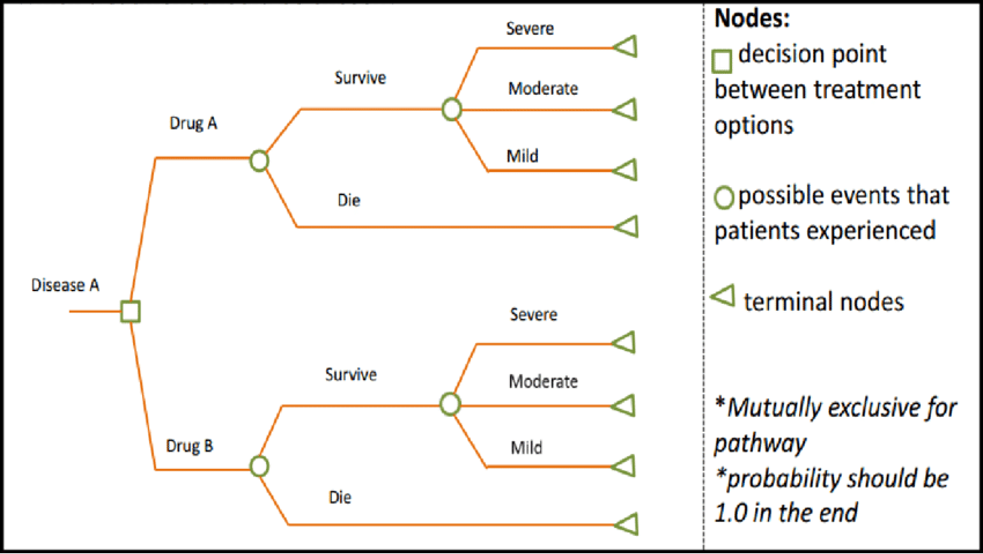 Severe
Survive
Moderate
Drug A
Mild
Die
Disease A
Severe
Survive
Moderate
Drug B
Mild
Die
Nodes:
decision point
between treatment
options
possible events that
patients experienced
terminal nodes
*Mutually exclusive for
pathway
*probability should be
1.0 in the end